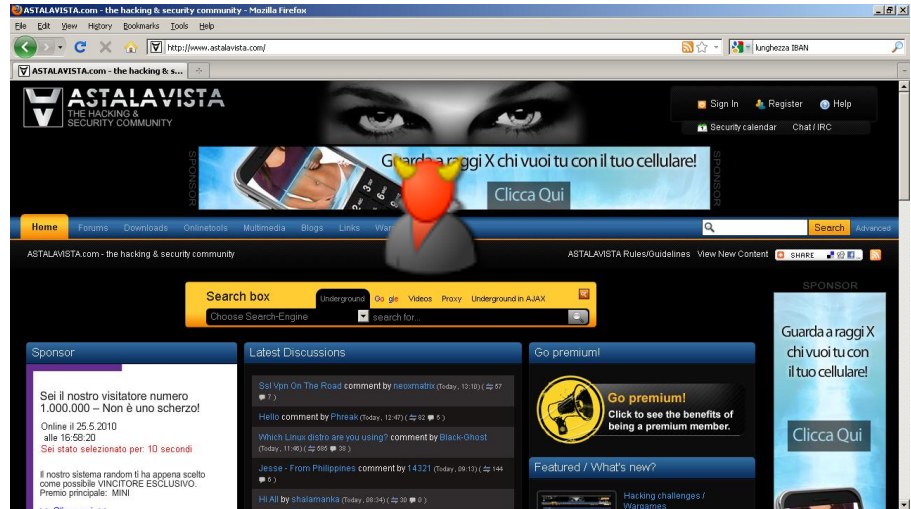 ASTALAVISTA.com - the hacking & security community - Mozilla Firefox
File Edit View History Bookmarks Tools Help
http://www.astalavista.com/
lunghezza IBAN
ASTALAVISTA.com - the hacking & s...
ASTALAVISTA
THE HACKING &
SECURITY COMMUNITY
Sign In Register Help
Security calendar Chat / IRC
SPONSOR
Guarda a raggi X chi vuoi tu con il tuo cellulare!
Clicca Qui
SPONSOR
Home Forums Downloads Onlinetools Multimedia Blogs Links
Search Advanced
ASTALAVISTA.com - the hacking & security community
ASTALAVISTA Rules/Guidelines View New Content SHARE
SPONSOR
Search box Underground Videos Proxy Underground in AJAX
Choose Search-Engine search for...
Guarda a raggi X
chi vuoi tu con
il tuo cellulare!
Clicca Qui
Sponsor
Sei il nostro visitatore numero
1.000.000 – Non è uno scherzo!
Online il 25.5.2010
alle 16:58:20
Sei stato selezionato per: 10 secondi
Il nostro sistema random ti ha appena scelto
come possibile VINCITORE ESCLUSIVO.
Premio principale: MINI
Latest Discussions
Ssl Vpn On The Road comment by neoxmatrix (Today, 13:10) ( 57
7 )
Hello comment by Phreak (Today, 12:47) ( 82 5 )
Which Linux distro are you using? comment by Black-Ghost
(Today, 11:46) ( 685 38 )
Jesse - From Philippines comment by 14321 (Today, 09:13) ( 144
6 )
Hi All by shalamanka (Today, 08:34) ( 30 0 )
Go premium!
Go premium!
Click to see the benefits of
being a premium member.
Featured / What's new?
Hacking challenges /
Wargames